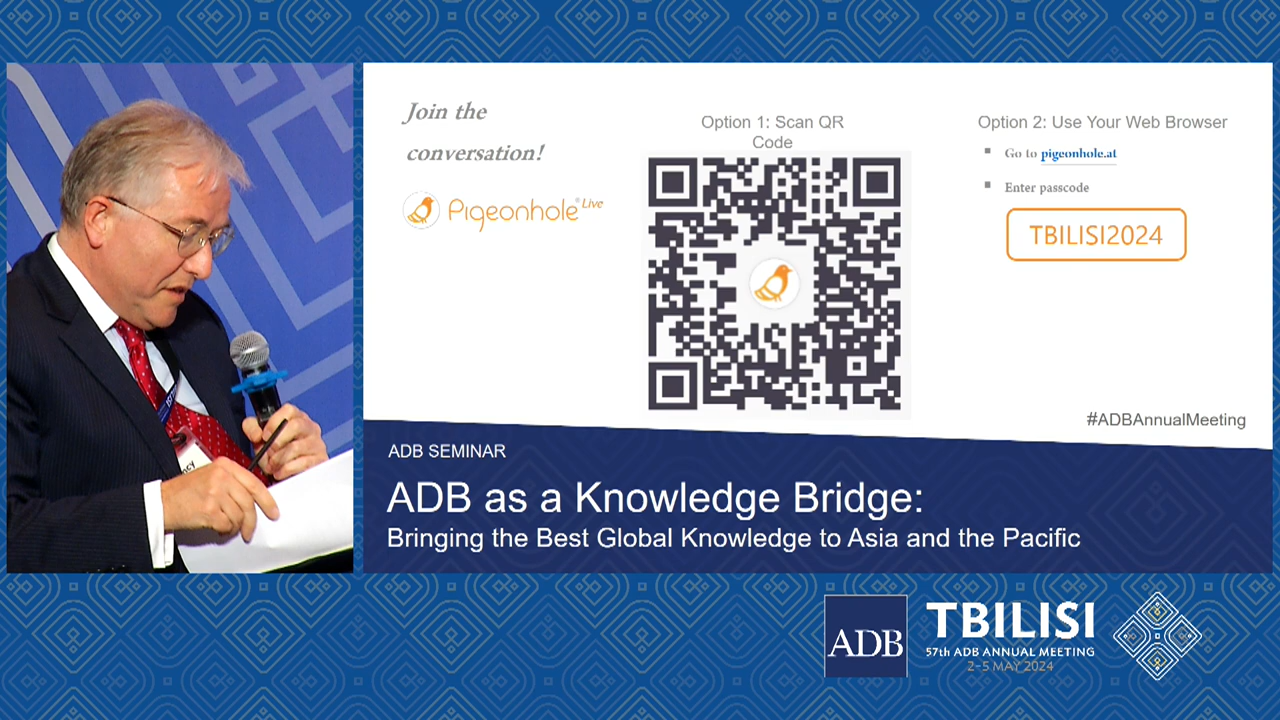 Join the
conversation!
Pigeonhole Live
Option 1: Scan QR
Code
Option 2: Use Your Web Browser
Go to pigeonhole.at
Enter passcode
TBILISI2024
#ADBAnnualMeeting
ADB SEMINAR
ADB as a Knowledge Bridge:
Bringing the Best Global Knowledge to Asia and the Pacific
ADB
TBILISI
57th ADB ANNUAL MEETING
2-5 MAY 2024